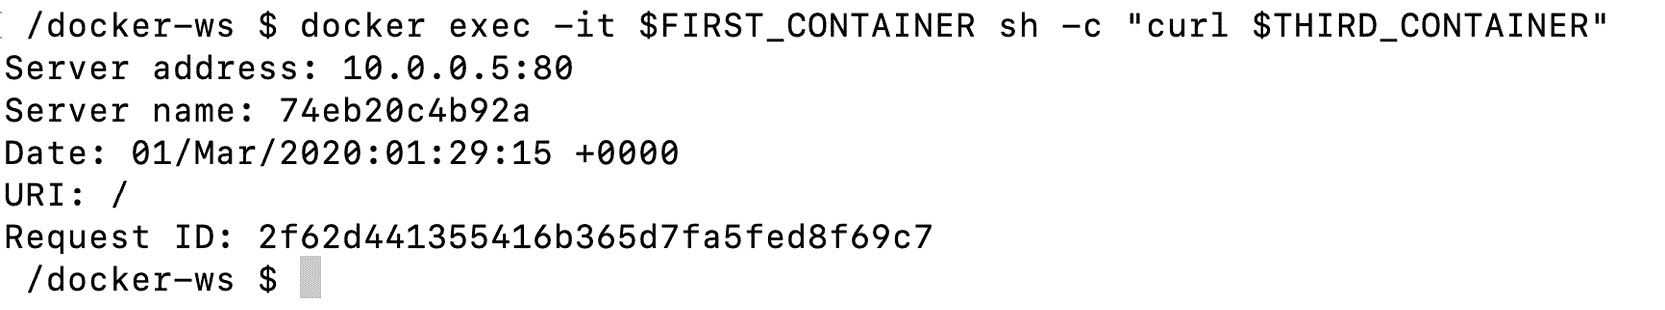 /docker-ws $ docker exec -it $FIRST_CONTAINER sh -c "curl $THIRD_CONTAINER"
Server address: 10.0.0.5:80
Server name: 74eb20c4b92a
Date: 01/Mar/2020:01:29:15 +0000
URI: /
Request ID: 2f62d441355416b365d7fa5fed8f69c7
/docker-ws $